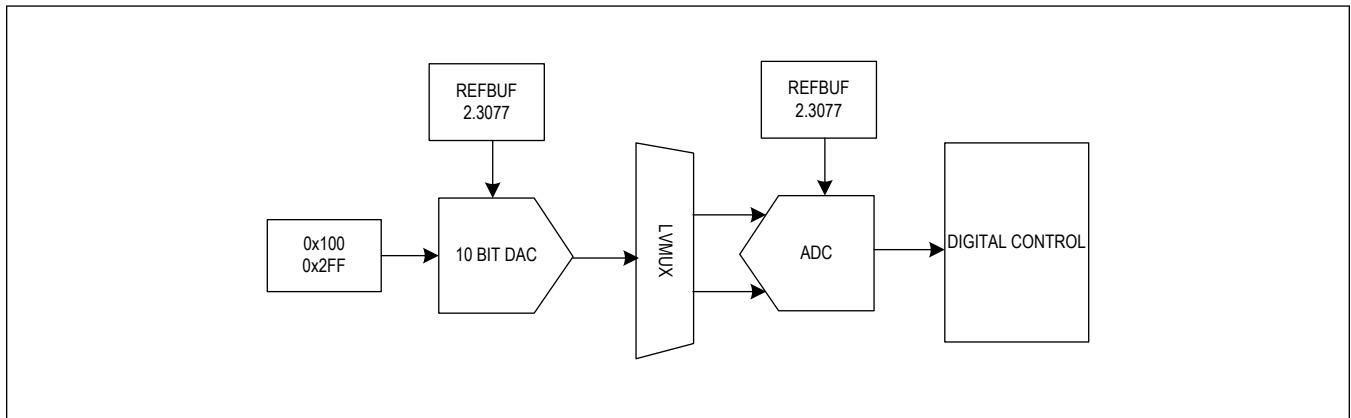 REFBUF
2.3077
REFBUF
2.3077
0x100
0x2FF
10 BIT DAC
LVMUX
ADC
DIGITAL CONTROL